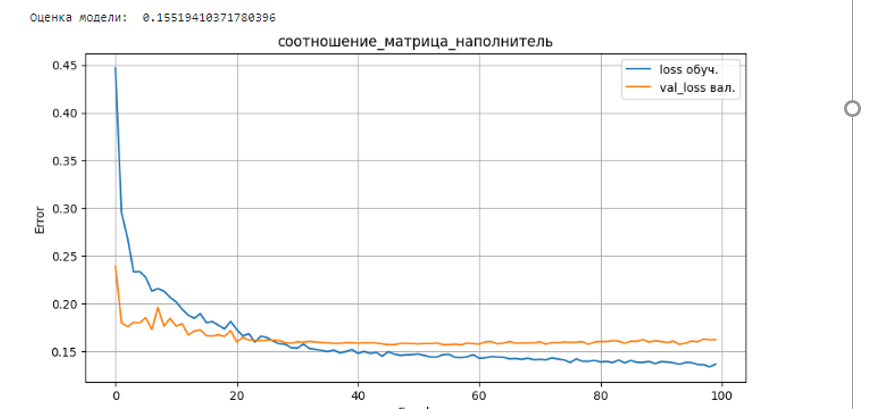 Оценка модели: 0.15519410371780396
соотношение_матрица_наполнитель
loss обуч.
val_loss вал.
0.45
0.40
0.35
0.30
0.25
0.20
0.15
Error
0 20 40 60 80 100